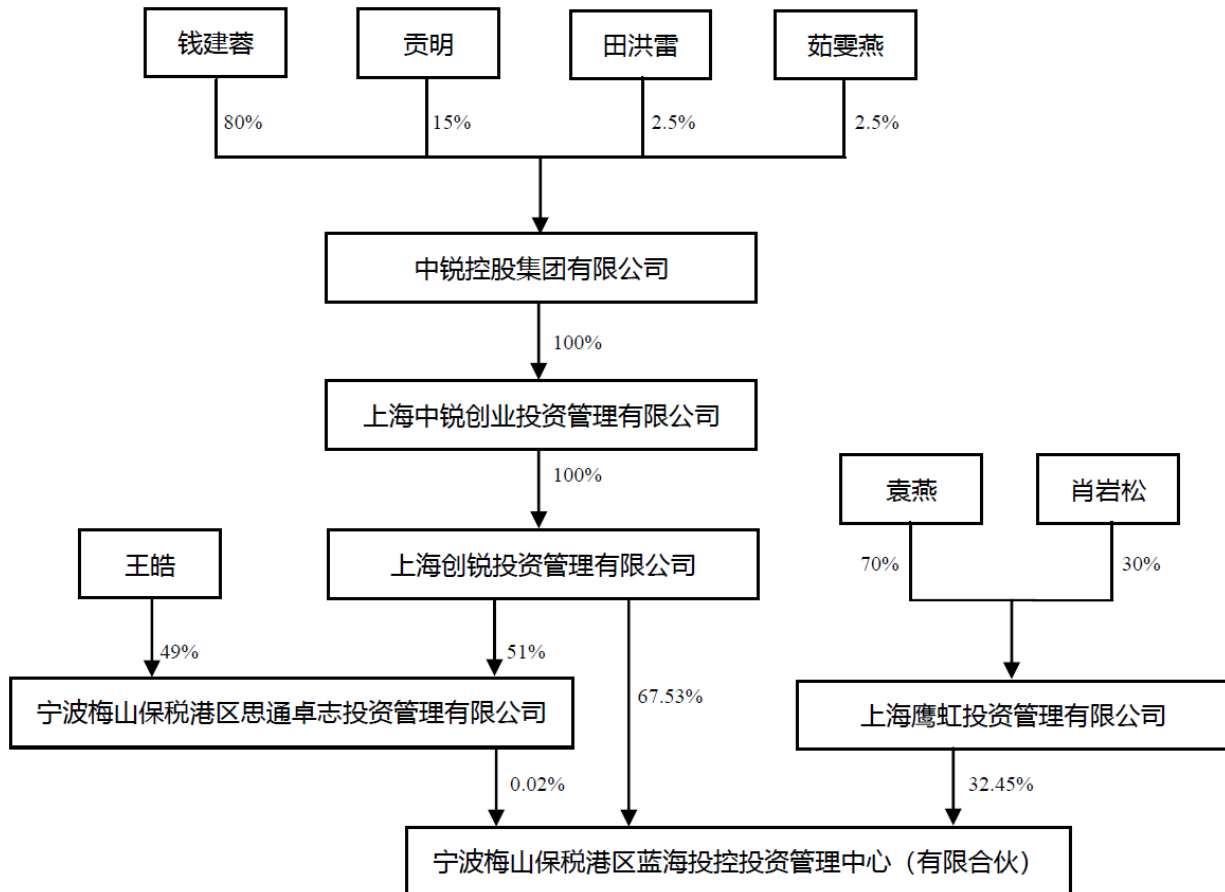 钱建蓉
贡明
田洪雷
茹雯燕
80%
15%
2.5%
2.5%
中锐控股集团有限公司
100%
上海中锐创业投资管理有限公司
100%
袁燕
肖岩松
王皓
上海创锐投资管理有限公司
70%
30%
49%
51%
67.53%
宁波梅山保税港区思通卓志投资管理有限公司
上海鹰虹投资管理有限公司
0.02%
32.45%
宁波梅山保税港区蓝海投控投资管理中心（有限合伙）